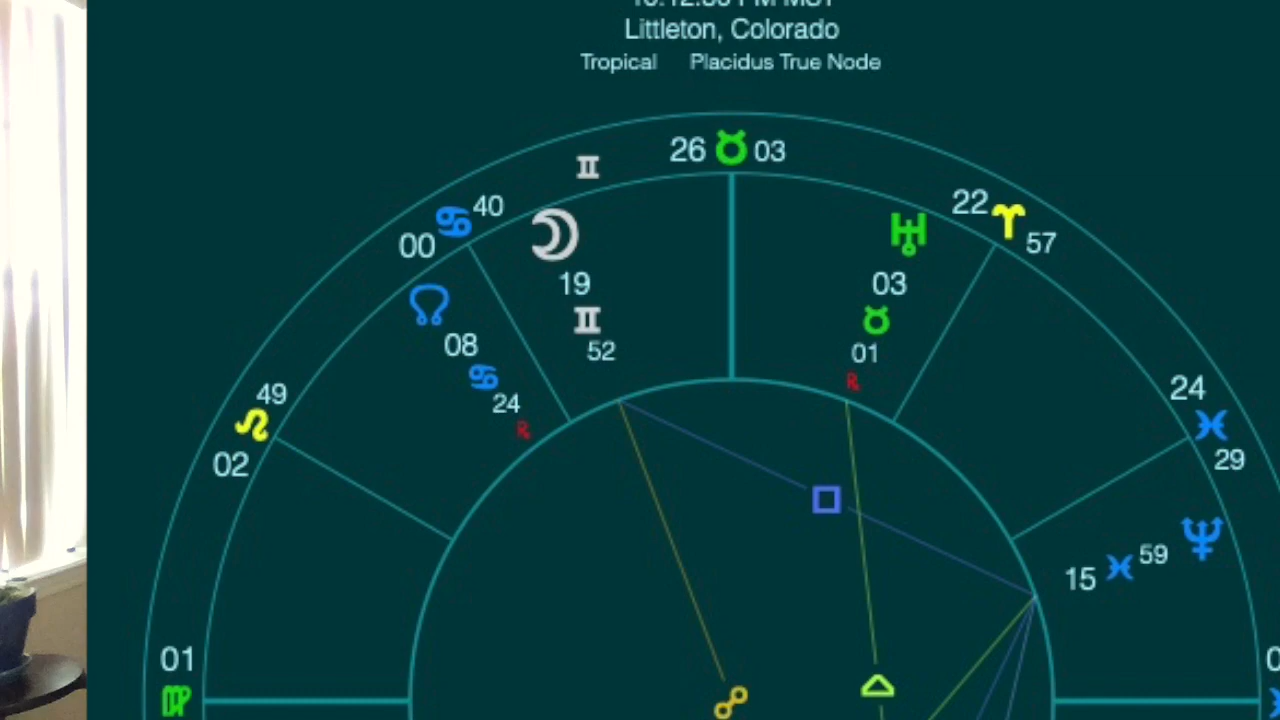 Littleton, Colorado
Tropical Placidus True Node
26 ♉ 03
♊
22 ♈ 57
00 ♋ 40
19 ♊ 52
03 ♉ 01 ℞
08 ♋ 24 ℞
24 ♓ 29
49 ♌ 02
15 ♓ 59
01 ♍